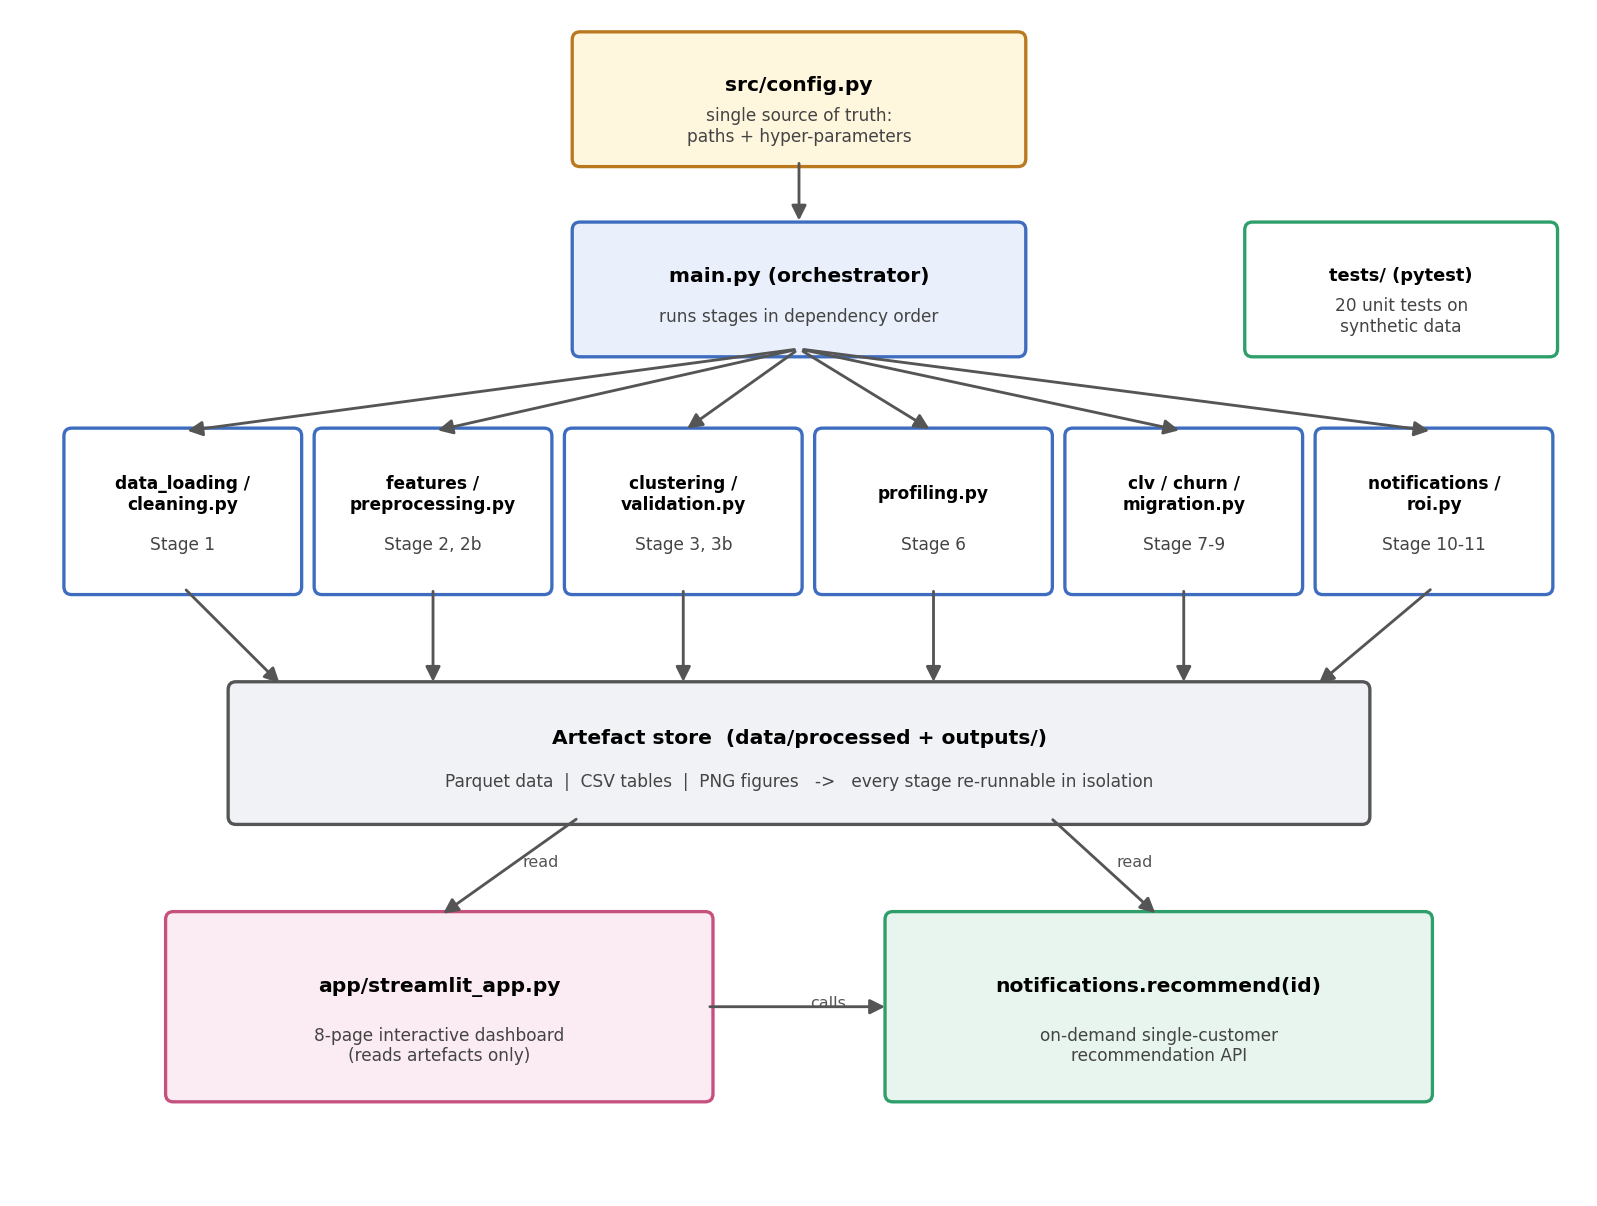 src/config.py
single source of truth:
paths + hyper-parameters
main.py (orchestrator)
runs stages in dependency order
tests/ (pytest)
20 unit tests on
synthetic data
data_loading /
cleaning.py
Stage 1
features /
preprocessing.py
Stage 2, 2b
clustering /
validation.py
Stage 3, 3b
profiling.py
Stage 6
clv / churn /
migration.py
Stage 7-9
notifications /
roi.py
Stage 10-11
Artefact store  (data/processed + outputs/)
Parquet data  |  CSV tables  |  PNG figures   ->   every stage re-runnable in isolation
read
read
app/streamlit_app.py
8-page interactive dashboard
(reads artefacts only)
calls
notifications.recommend(id)
on-demand single-customer
recommendation API